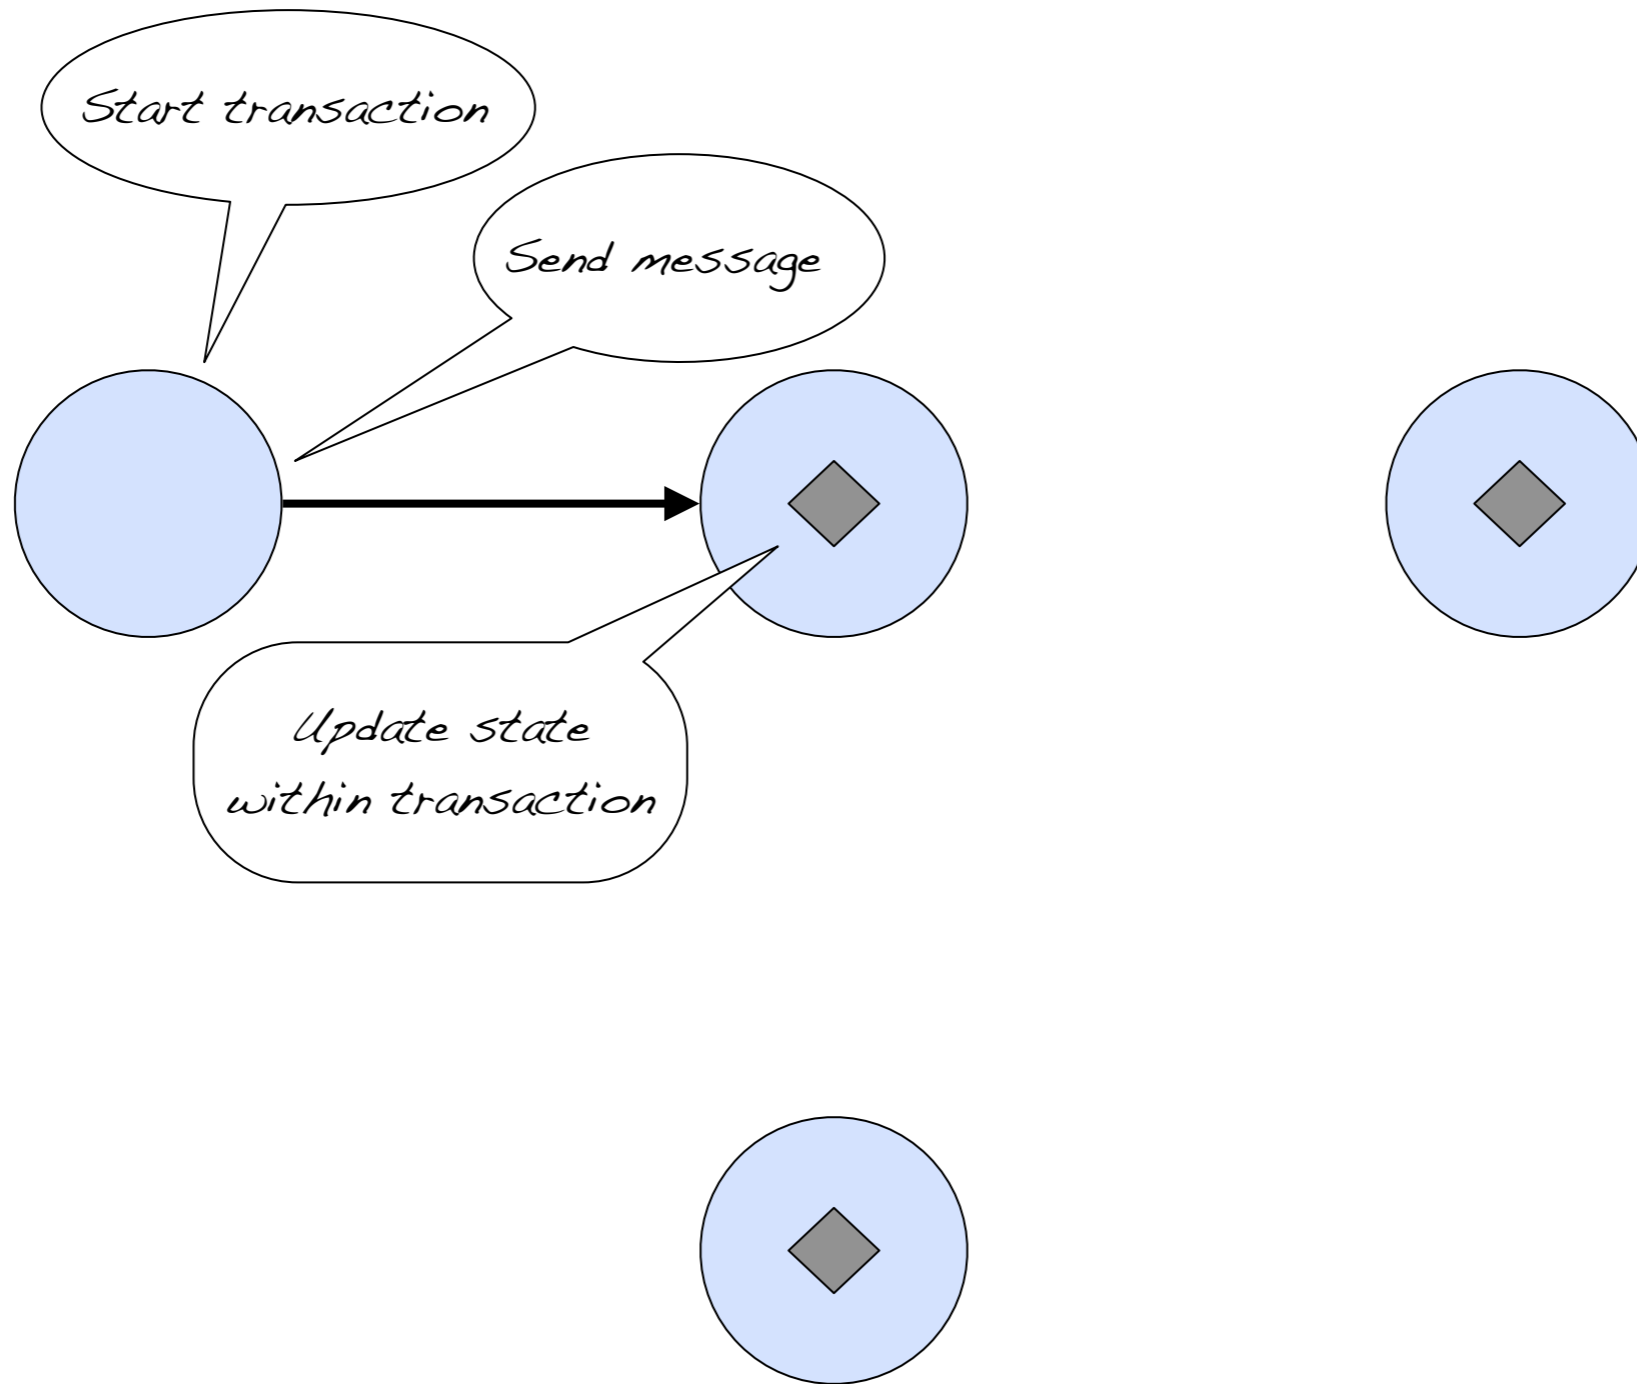 Start transaction
Send message
Update state
within transaction